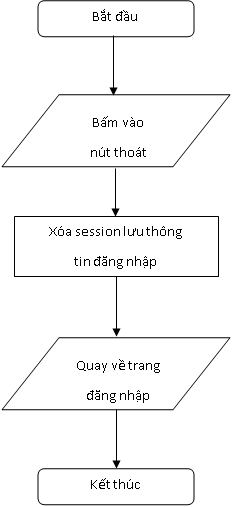 Bắt đầu
Bấm vào
nút thoát
Xóa session lưu thông
tin đăng nhập
Quay về trang
đăng nhập
Kết thúc